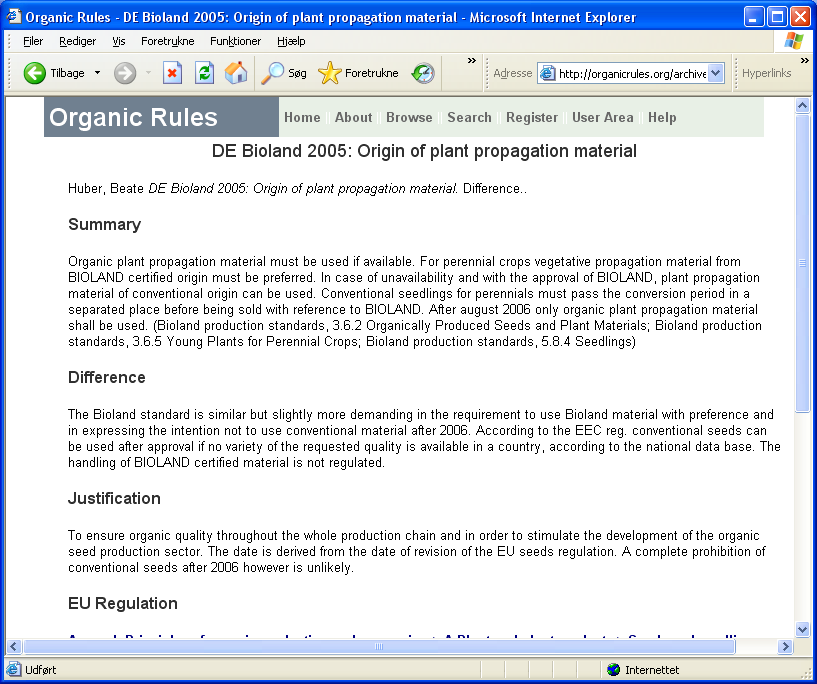 Organic Rules - DE Bioland 2005: Origin of plant propagation material - Microsoft Internet Explorer
Filer Rediger Vis Foretrukne Funktioner Hjælp
Tilbage Søg Foretrukne » Adresse http://organicrules.org/archive Hyperlinks »
Organic Rules Home About Browse Search Register User Area Help
DE Bioland 2005: Origin of plant propagation material
Huber, Beate DE Bioland 2005: Origin of plant propagation material. Difference..
Summary
Organic plant propagation material must be used if available. For perennial crops vegetative propagation material from
BIOLAND certified origin must be preferred. In case of unavailability and with the approval of BIOLAND, plant propagation
material of conventional origin can be used. Conventional seedlings for perennials must pass the conversion period in a
separated place before being sold with reference to BIOLAND. After august 2006 only organic plant propagation material
shall be used. (Bioland production standards, 3.6.2 Organically Produced Seeds and Plant Materials; Bioland production
standards, 3.6.5 Young Plants for Perennial Crops; Bioland production standards, 5.8.4 Seedlings)
Difference
The Bioland standard is similar but slightly more demanding in the requirement to use Bioland material with preference and
in expressing the intention not to use conventional material after 2006. According to the EEC reg. conventional seeds can
be used after approval if no variety of the requested quality is available in a country, according to the national data base. The
handling of BIOLAND certified material is not regulated.
Justification
To ensure organic quality throughout the whole production chain and in order to stimulate the development of the organic
seed production sector. The date is derived from the date of revision of the EU seeds regulation. A complete prohibition of
conventional seeds after 2006 however is unlikely.
EU Regulation
Udført Internettet